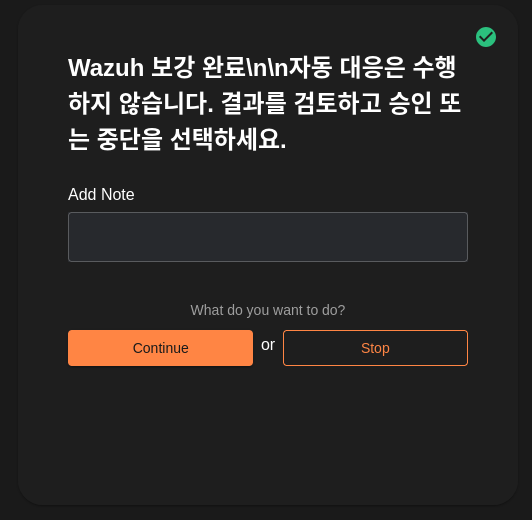 Wazuh 보강 완료\n\n자동 대응은 수행
하지 않습니다. 결과를 검토하고 승인 또
는 중단을 선택하세요.
Add Note
What do you want to do?
Continue or Stop